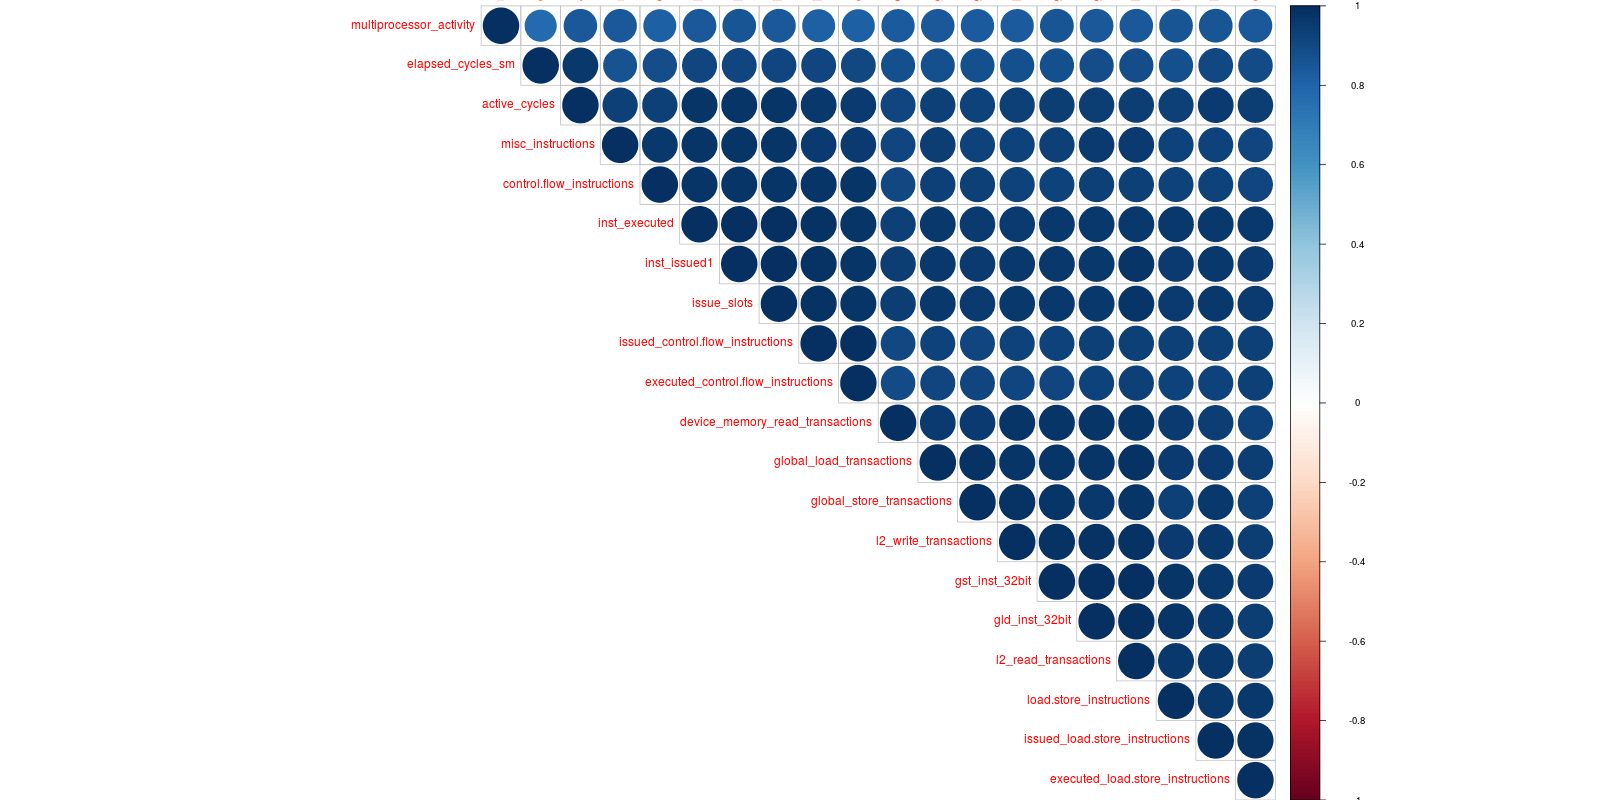 multiprocessor_activity
elapsed_cycles_sm
active_cycles
misc_instructions
control.flow_instructions
inst_executed
inst_issued1
issue_slots
issued_control.flow_instructions
executed_control.flow_instructions
device_memory_read_transactions
global_load_transactions
global_store_transactions
l2_write_transactions
gst_inst_32bit
gld_inst_32bit
l2_read_transactions
load.store_instructions
issued_load.store_instructions
executed_load.store_instructions
1
0.8
0.6
0.4
0.2
0
-0.2
-0.4
-0.6
-0.8